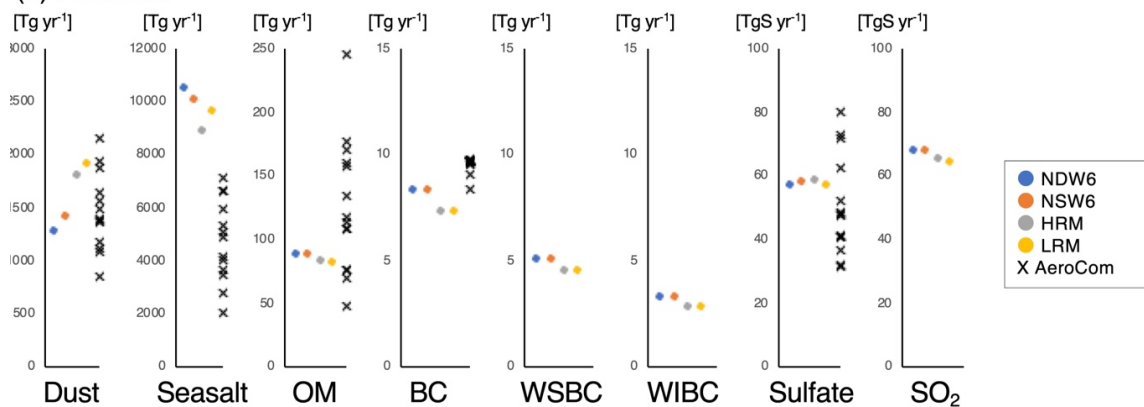 [Tg yr⁻¹] [Tg yr⁻¹] [Tg yr⁻¹] [Tg yr⁻¹] [Tg yr⁻¹] [Tg yr⁻¹] [TgS yr⁻¹] [TgS yr⁻¹]
3000 12000 250 15 15 15 100 100
2500 10000 200 80 80
2000 8000 150 10 10 10 60 60
1500 6000 100 40 40
1000 4000 50 5 5 5 20 20
500 2000
0 0 0 0 0 0 0 0
Dust Seasalt OM BC WSBC WIBC Sulfate SO₂
NDW6
NSW6
HRM
LRM
X AeroCom